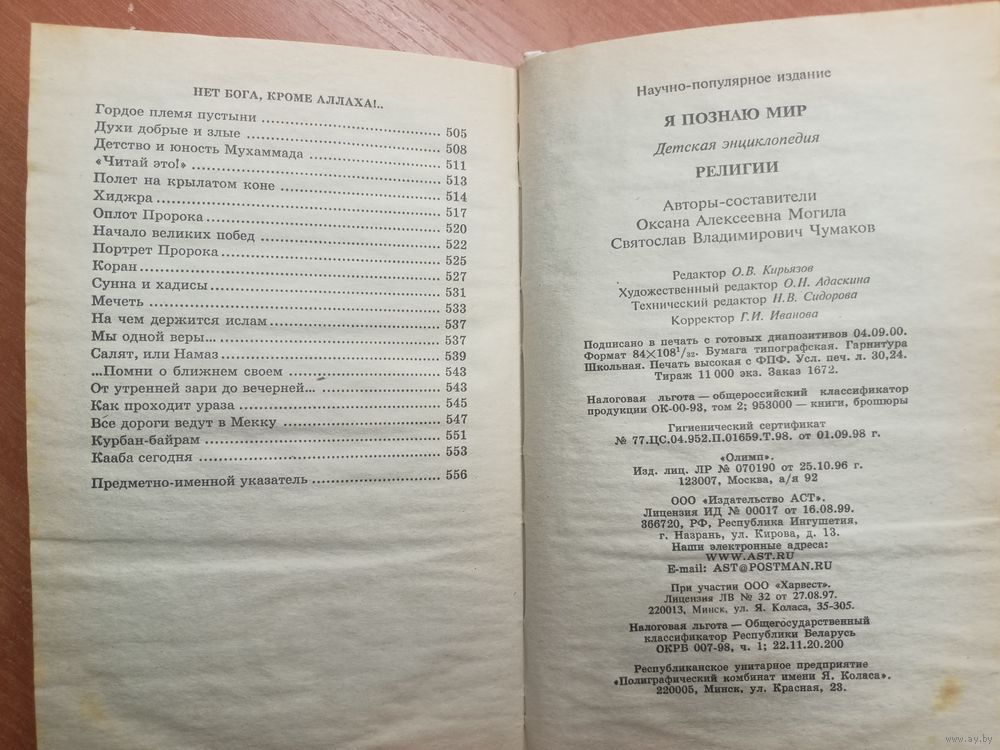 НЕТ БОГА, КРОМЕ АЛЛАХА!..
Гордое племя пустыни ........ 505
Духи добрые и злые ........ 508
Детство и юность Мухаммада ........ 511
«Читай это!» ........ 513
Полет на крылатом коне ........ 514
Хиджра ........ 517
Оплот Пророка ........ 520
Начало великих побед ........ 522
Портрет Пророка ........ 525
Коран ........ 527
Сунна и хадисы ........ 531
Мечеть ........ 533
На чем держится ислам ........ 537
Мы одной веры... ........ 537
Салят, или Намаз ........ 539
...Помни о ближнем своем ........ 543
От утренней зари до вечерней... ........ 543
Как проходит ураза ........ 545
Все дороги ведут в Мекку ........ 547
Курбан-байрам ........ 551
Кааба сегодня ........ 553
Предметно-именной указатель ........ 556
Научно-популярное издание
Я ПОЗНАЮ МИР
Детская энциклопедия
РЕЛИГИИ
Авторы-составители
Оксана Алексеевна Могила
Святослав Владимирович Чумаков
Редактор О.В. Кирьязов
Художественный редактор О.Н. Адаскина
Технический редактор Н.В. Сидорова
Корректор Г.И. Иванова
Подписано в печать с готовых диапозитивов 04.09.00.
Формат 84×108¹/₃₂. Бумага типографская. Гарнитура
Школьная. Печать высокая с ФПФ. Усл. печ. л. 30,24.
Тираж 11 000 экз. Заказ 1672.
Налоговая льгота — общероссийский классификатор
продукции ОК-00-93, том 2; 953000 — книги, брошюры
Гигиенический сертификат
№ 77.ЦС.04.952.П.01659.Т.98. от 01.09.98 г.
«Олимп».
Изд. лиц. ЛР № 070190 от 25.10.96 г.
123007, Москва, а/я 92
ООО «Издательство АСТ».
Лицензия ИД № 00017 от 16.08.99.
366720, РФ, Республика Ингушетия,
г. Назрань, ул. Кирова, д. 13.
Наши электронные адреса:
WWW.AST.RU
E-mail: AST@POSTMAN.RU
При участии ООО «Харвест».
Лицензия ЛВ № 32 от 27.08.97.
220013, Минск, ул. Я. Коласа, 35-305.
Налоговая льгота — Общегосударственный
классификатор Республики Беларусь
ОКРБ 007-98, ч. 1; 22.11.20.200
Республиканское унитарное предприятие
«Полиграфический комбинат имени Я. Коласа».
220005, Минск, ул. Красная, 23.
www.ay.by